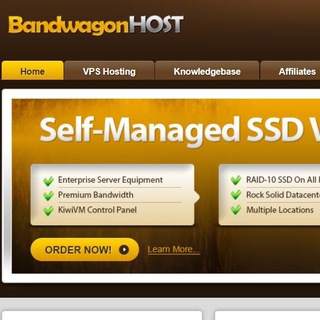 BandwagonHOST
Home
VPS Hosting
Knowledgebase
Affiliates
Self-Managed SSD
Enterprise Server Equipment
Premium Bandwidth
KiwiVM Control Panel
RAID-10 SSD On All
Rock Solid Datacent
Multiple Locations
ORDER NOW!
Learn More...